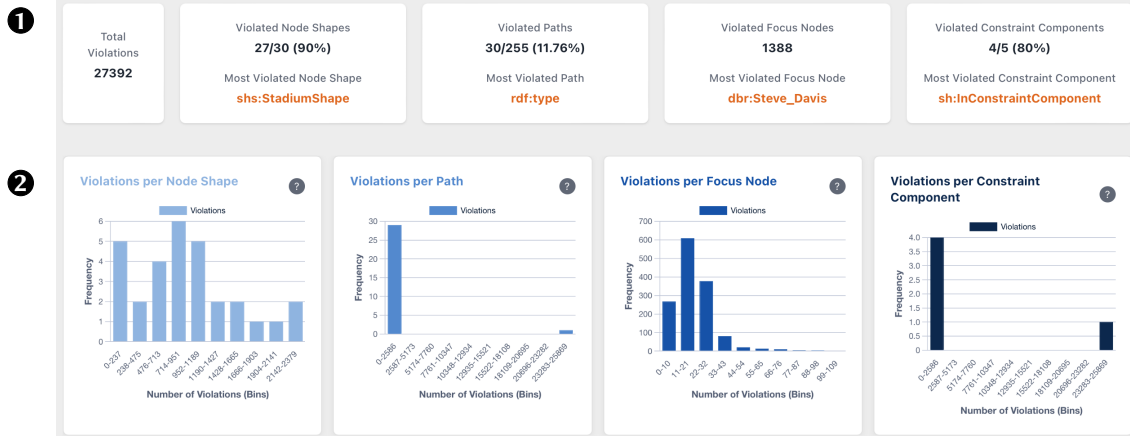 1
Total
Violations
27392
Violated Node Shapes
27/30 (90%)
Most Violated Node Shape
shs:StadiumShape
Violated Paths
30/255 (11.76%)
Most Violated Path
rdf:type
Violated Focus Nodes
1388
Most Violated Focus Node
dbr:Steve_Davis
Violated Constraint Components
4/5 (80%)
Most Violated Constraint Component
sh:InConstraintComponent
2
Violations per Node Shape
?
Violations
Frequency
6
5
4
3
2
1
0
0-237
238-475
476-713
714-951
952-1189
1190-1427
1428-1665
1666-1903
1904-2141
2142-2379
Number of Violations (Bins)
Violations per Path
?
Violations
Frequency
30
25
20
15
10
5
0
0-2586
2587-5173
5174-7760
7761-10347
10348-12934
12935-15521
15522-18108
18109-20695
20696-23282
23283-25869
Number of Violations (Bins)
Violations per Focus Node
?
Violations
Frequency
700
600
500
400
300
200
100
0
0-10
11-21
22-32
33-43
44-54
55-65
66-76
77-87
88-98
99-109
Number of Violations (Bins)
Violations per Constraint
Component
?
Violations
Frequency
4.0
3.5
3.0
2.5
2.0
1.5
1.0
0.5
0
0-2586
2587-5173
5174-7760
7761-10347
10348-12934
12935-15521
15522-18108
18109-20695
20696-23282
23283-25869
Number of Violations (Bins)